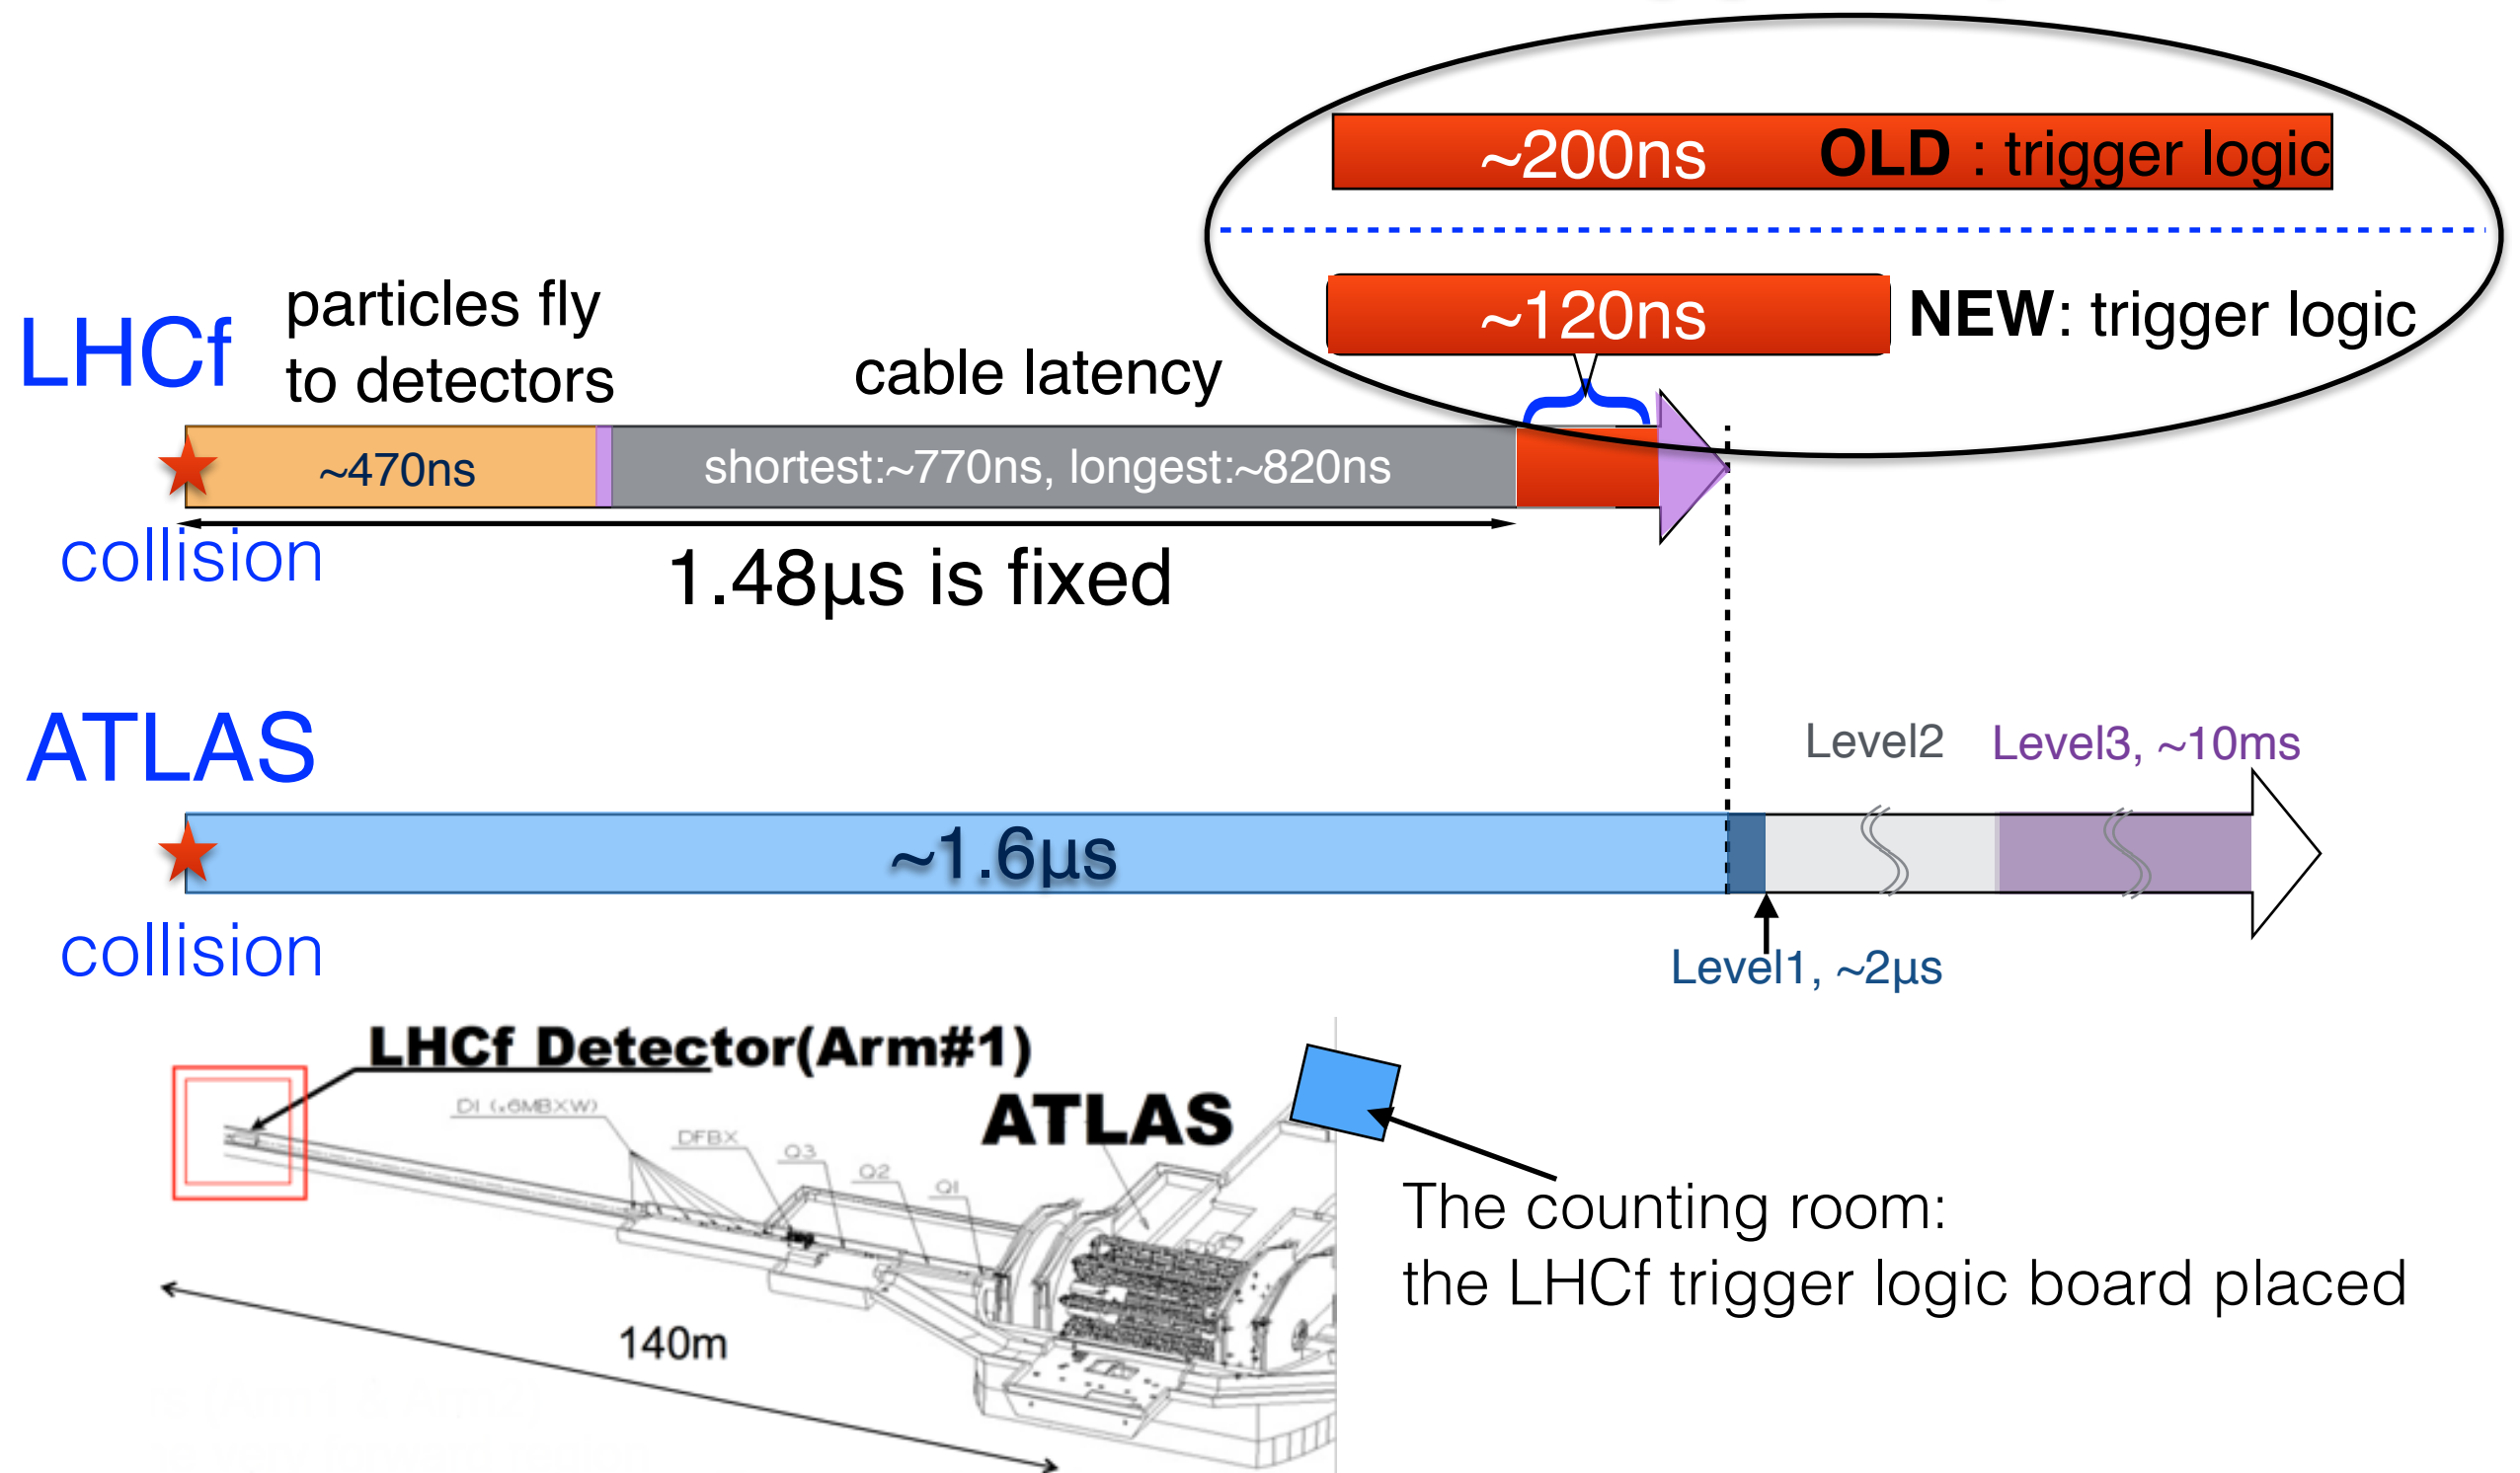 ~200ns OLD : trigger logic
~120ns NEW: trigger logic
LHCf
particles fly
to detectors
cable latency
~470ns
shortest:~770ns, longest:~820ns
collision
1.48µs is fixed
ATLAS
Level2
Level3, ~10ms
~1.6µs
collision
Level1, ~2µs
LHCf Detector(Arm#1)
D1 (x6MBXW)
ATLAS
DFBX
Q3
Q2
Q1
The counting room:
the LHCf trigger logic board placed
140m